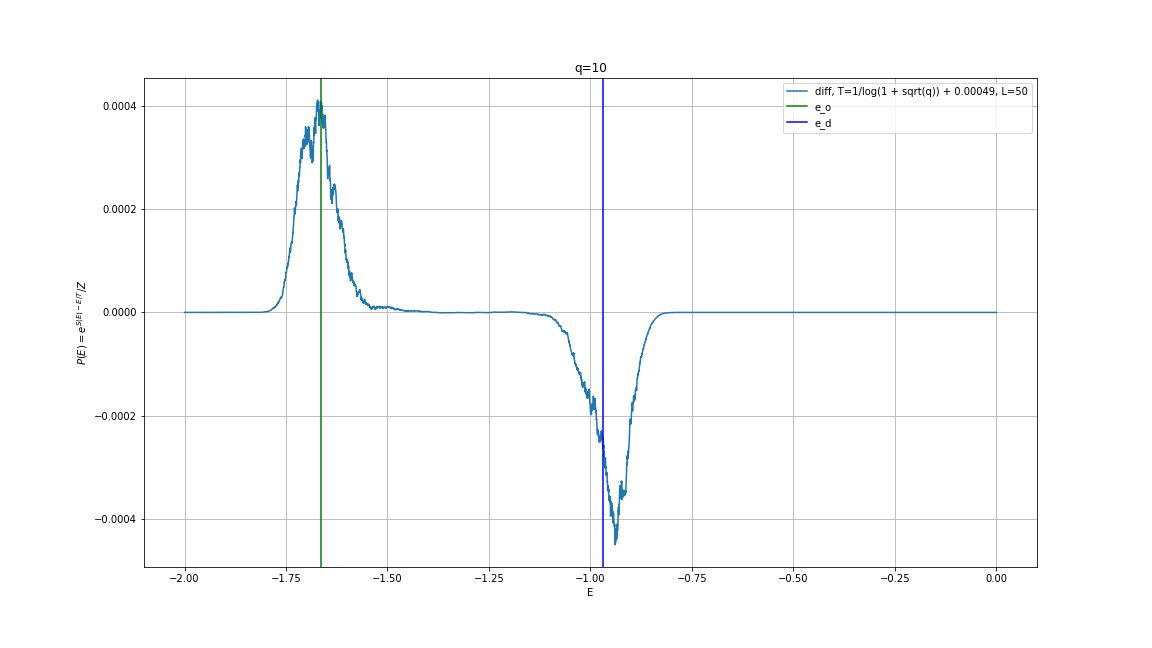 q=10
diff, T=1/log(1 + sqrt(q)) + 0.00049, L=50
e_o
e_d
0.0004
0.0002
0.0000
−0.0002
−0.0004
P(E) = e^{S(E) − E/T}/Z
−2.00 −1.75 −1.50 −1.25 −1.00 −0.75 −0.50 −0.25 0.00
E